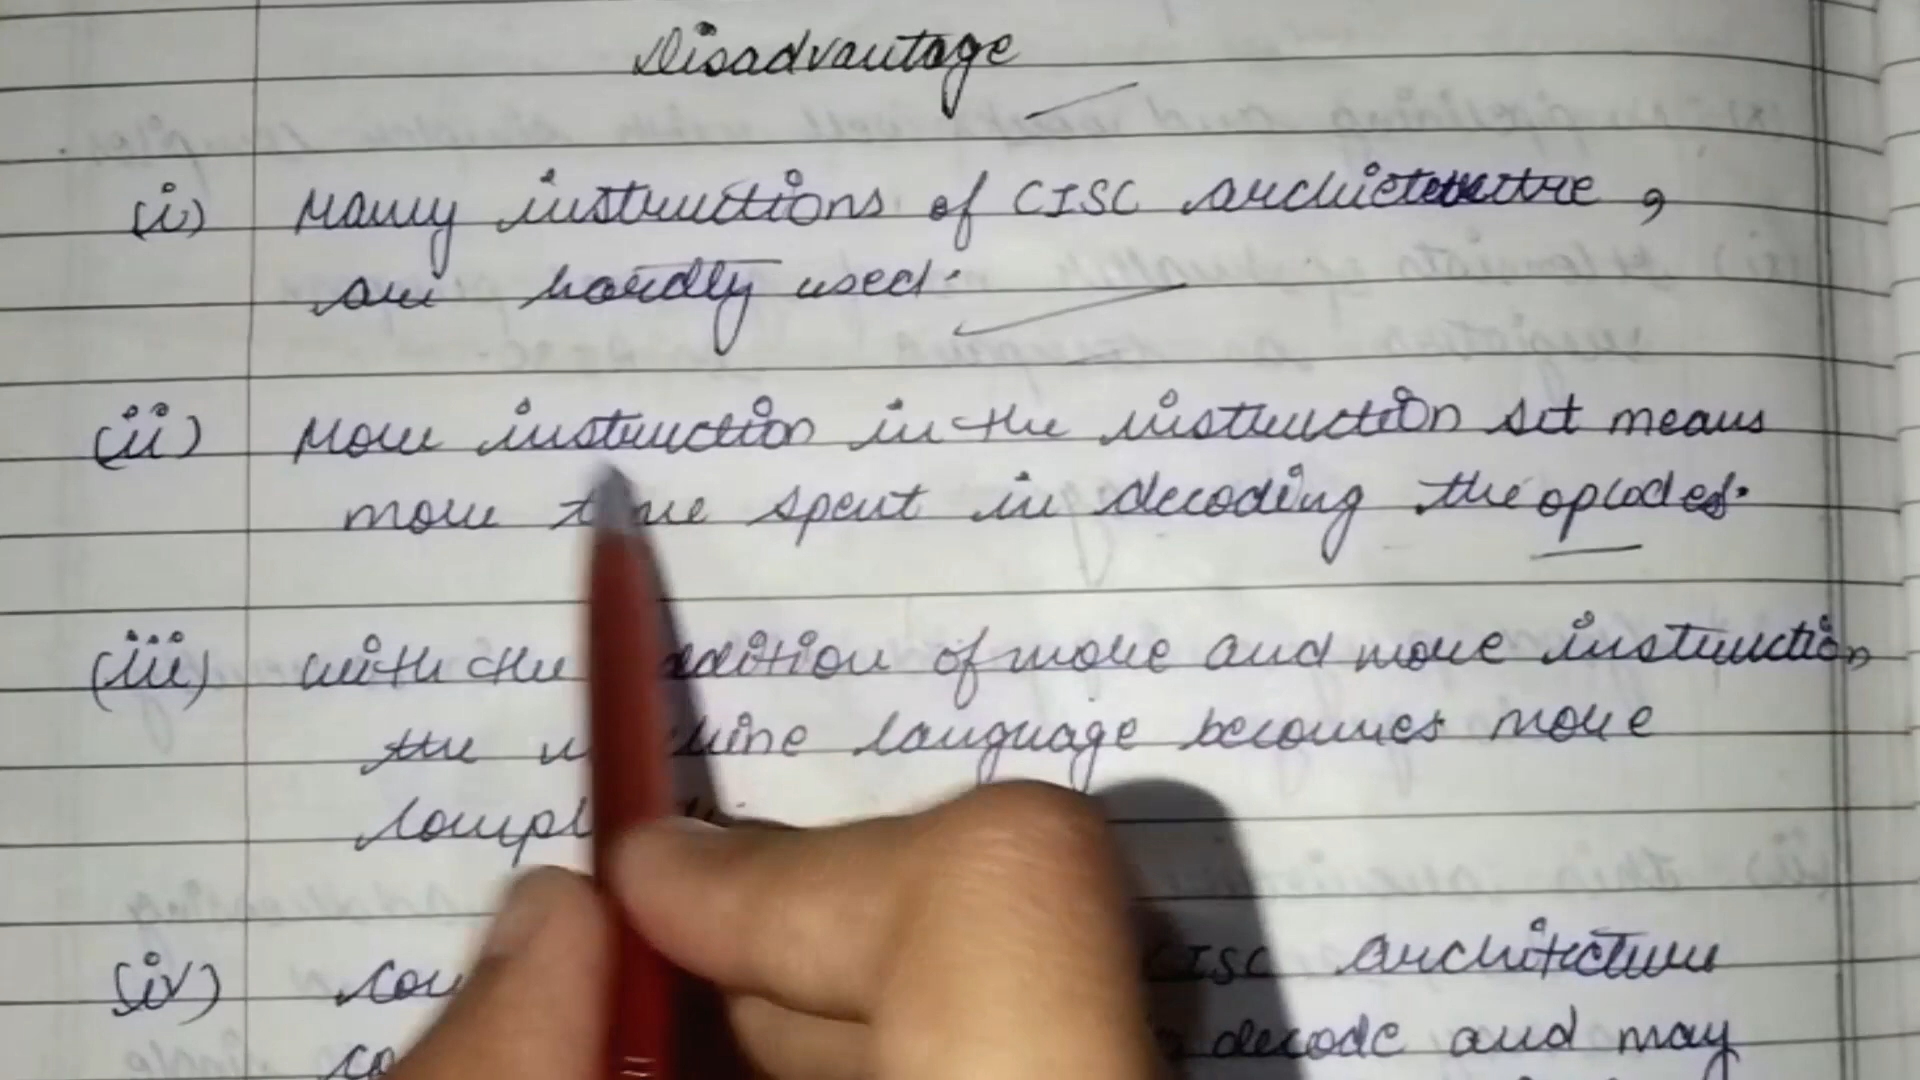 Disadvantage
(i) Many instructions of CISC archictecture,
are hardly used.
(ii) More instruction in the instruction set means
more time spent in decoding the opcodes.
(iii) with the addition of more and more instruction
the machine language becomes more
(iv) CISC architecture
decode and may